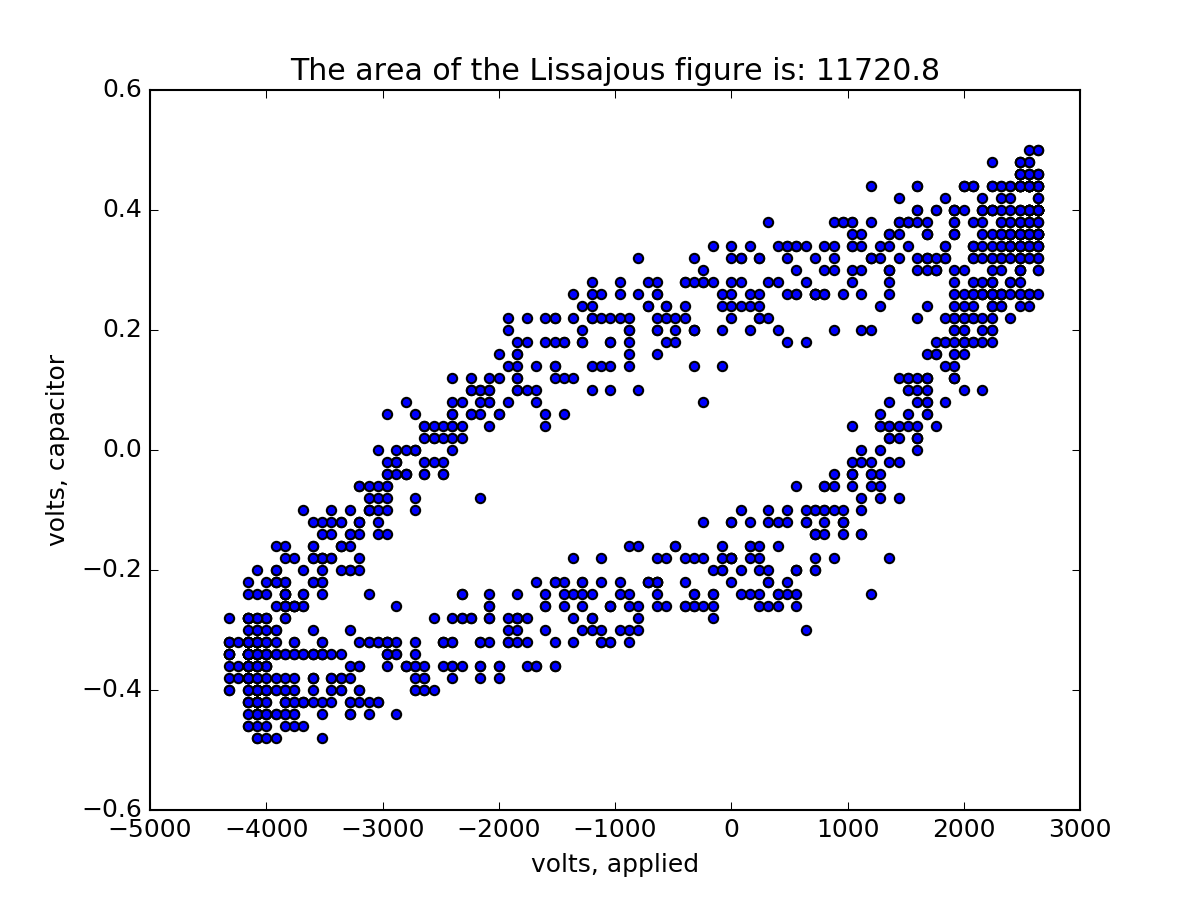 The area of the Lissajous figure is: 11720.8
0.6
0.4
0.2
0.0
−0.2
−0.4
−0.6
−5000 −4000 −3000 −2000 −1000 0 1000 2000 3000
volts, capacitor
volts, applied